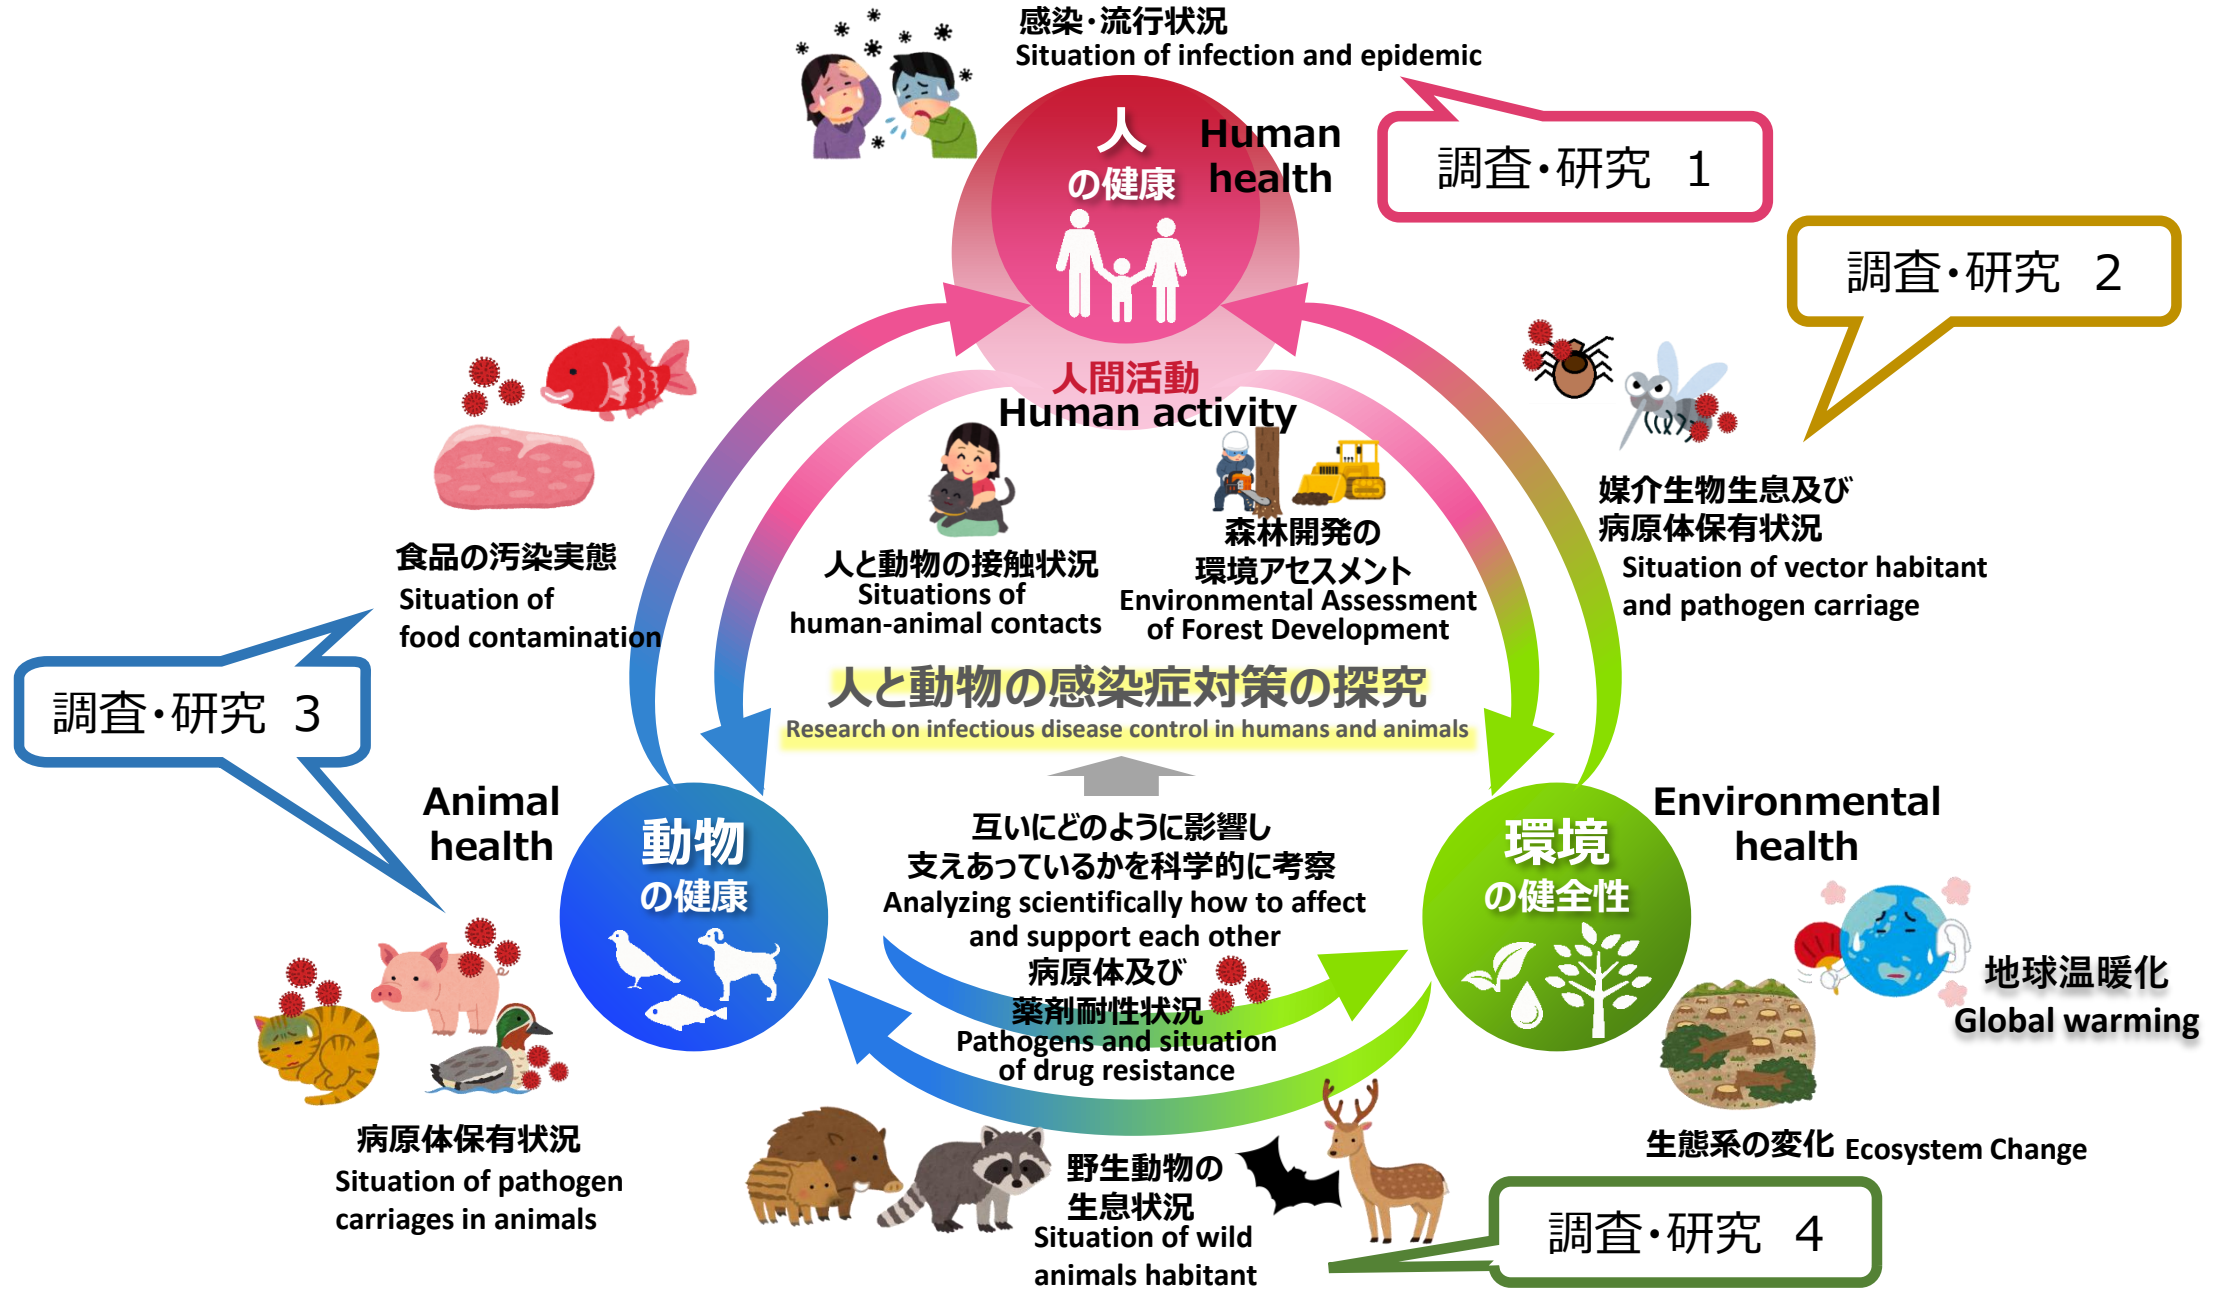 感染・流行状況
Situation of infection and epidemic
人
の健康
Human
health
調査・研究 1
調査・研究 2
人間活動
Human activity
食品の汚染実態
Situation of
food contamination
人と動物の接触状況
Situations of
human-animal contacts
森林開発の
環境アセスメント
Environmental Assessment
of Forest Development
媒介生物生息及び
病原体保有状況
Situation of vector habitant
and pathogen carriage
調査・研究 3
人と動物の感染症対策の探究
Research on infectious disease control in humans and animals
Animal
health
動物
の健康
互いにどのように影響し
支えあっているかを科学的に考察
Analyzing scientifically how to affect
and support each other
環境
の健全性
Environmental
health
病原体及び
薬剤耐性状況
Pathogens and situation
of drug resistance
地球温暖化
Global warming
病原体保有状況
Situation of pathogen
carriages in animals
野生動物の
生息状況
Situation of wild
animals habitant
生態系の変化 Ecosystem Change
調査・研究 4